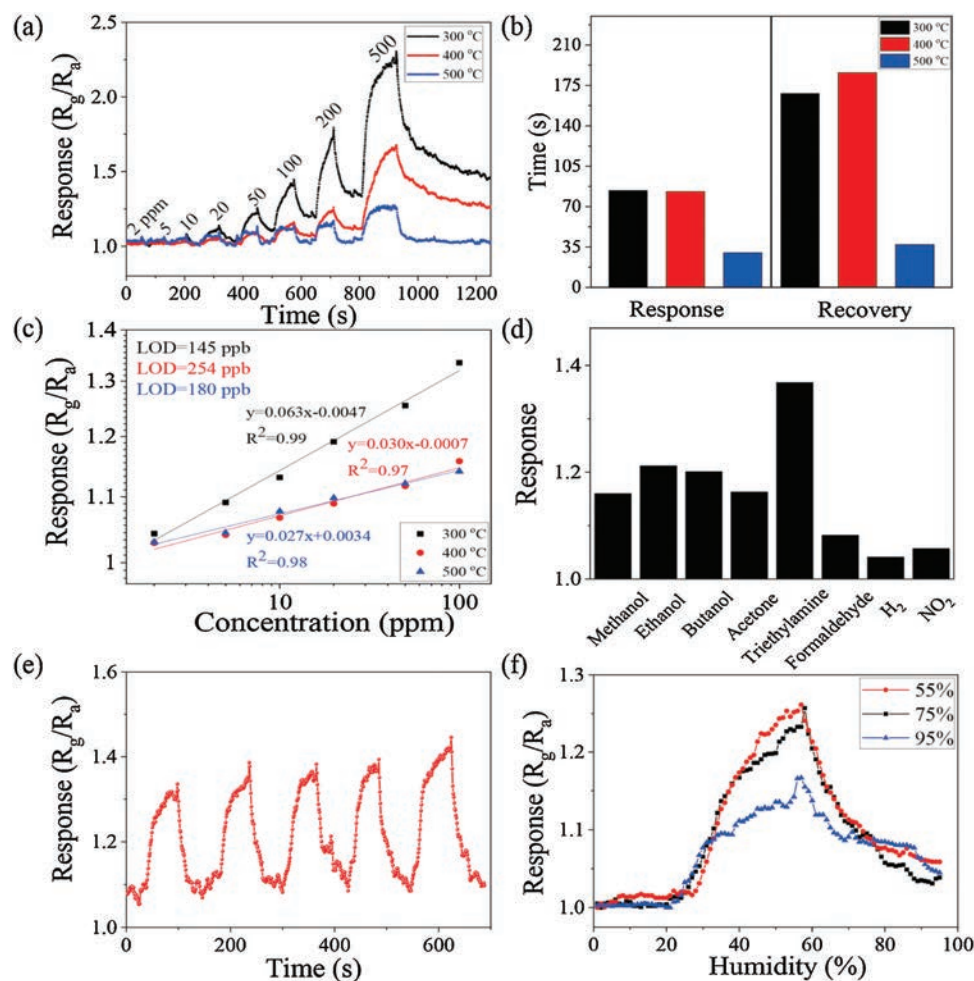 (a)
Response (Rg/Ra)
2.5
2.0
1.5
1.0
300 °C
400 °C
500 °C
2 ppm
5
10
20
50
100
200
500
0 200 400 600 800 1000 1200
Time (s)
(b)
Time (s)
210
175
140
105
70
35
0
300 °C
400 °C
500 °C
Response Recovery
(c)
Response (Rg/Ra)
1.4
1.3
1.2
1.1
1
LOD=145 ppb
LOD=254 ppb
LOD=180 ppb
y=0.063x-0.0047
R²=0.99
y=0.030x-0.0007
R²=0.97
y=0.027x+0.0034
R²=0.98
300 °C
400 °C
500 °C
10 100
Concentration (ppm)
(d)
Response
1.4
1.2
1.0
Methanol
Ethanol
Butanol
Acetone
Triethylamine
Formaldehyde
H₂
NO₂
(e)
Response (Rg/Ra)
1.6
1.4
1.2
1.0
0 200 400 600
Time (s)
(f)
Response (Rg/Ra)
1.3
1.2
1.1
1.0
55%
75%
95%
0 20 40 60 80 100
Humidity (%)